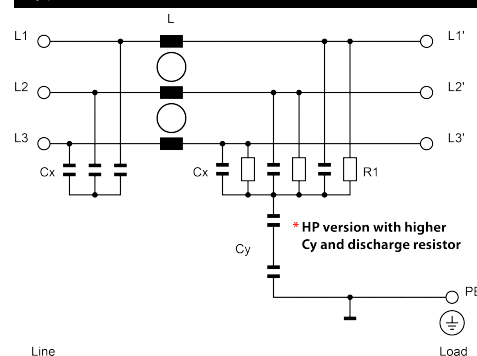 L
L1
L1'
L2
L2'
L3
L3'
Cx
Cx
R1
* HP version with higher
Cy and discharge resistor
Cy
PE
Line
Load